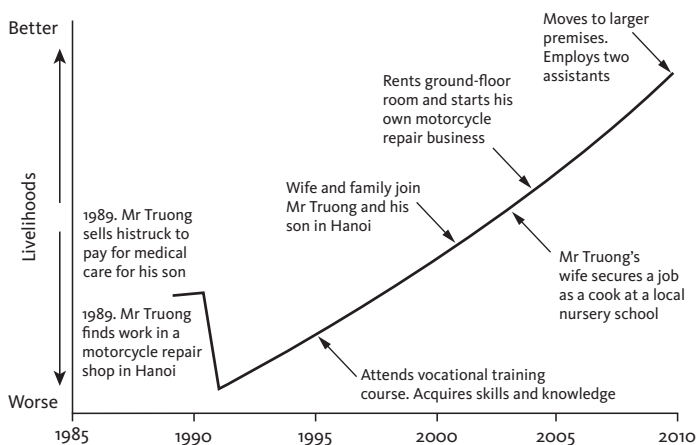 Better
Livelihoods
Worse
1989. Mr Truong
sells histruck to
pay for medical
care for his son
1989. Mr Truong
finds work in a
motorcycle repair
shop in Hanoi
Attends vocational training
course. Acquires skills and knowledge
Wife and family join
Mr Truong and his
son in Hanoi
Mr Truong's
wife secures a job
as a cook at a local
nursery school
Rents ground-floor
room and starts his
own motorcycle
repair business
Moves to larger
premises.
Employs two
assistants
1985 1990 1995 2000 2005 2010